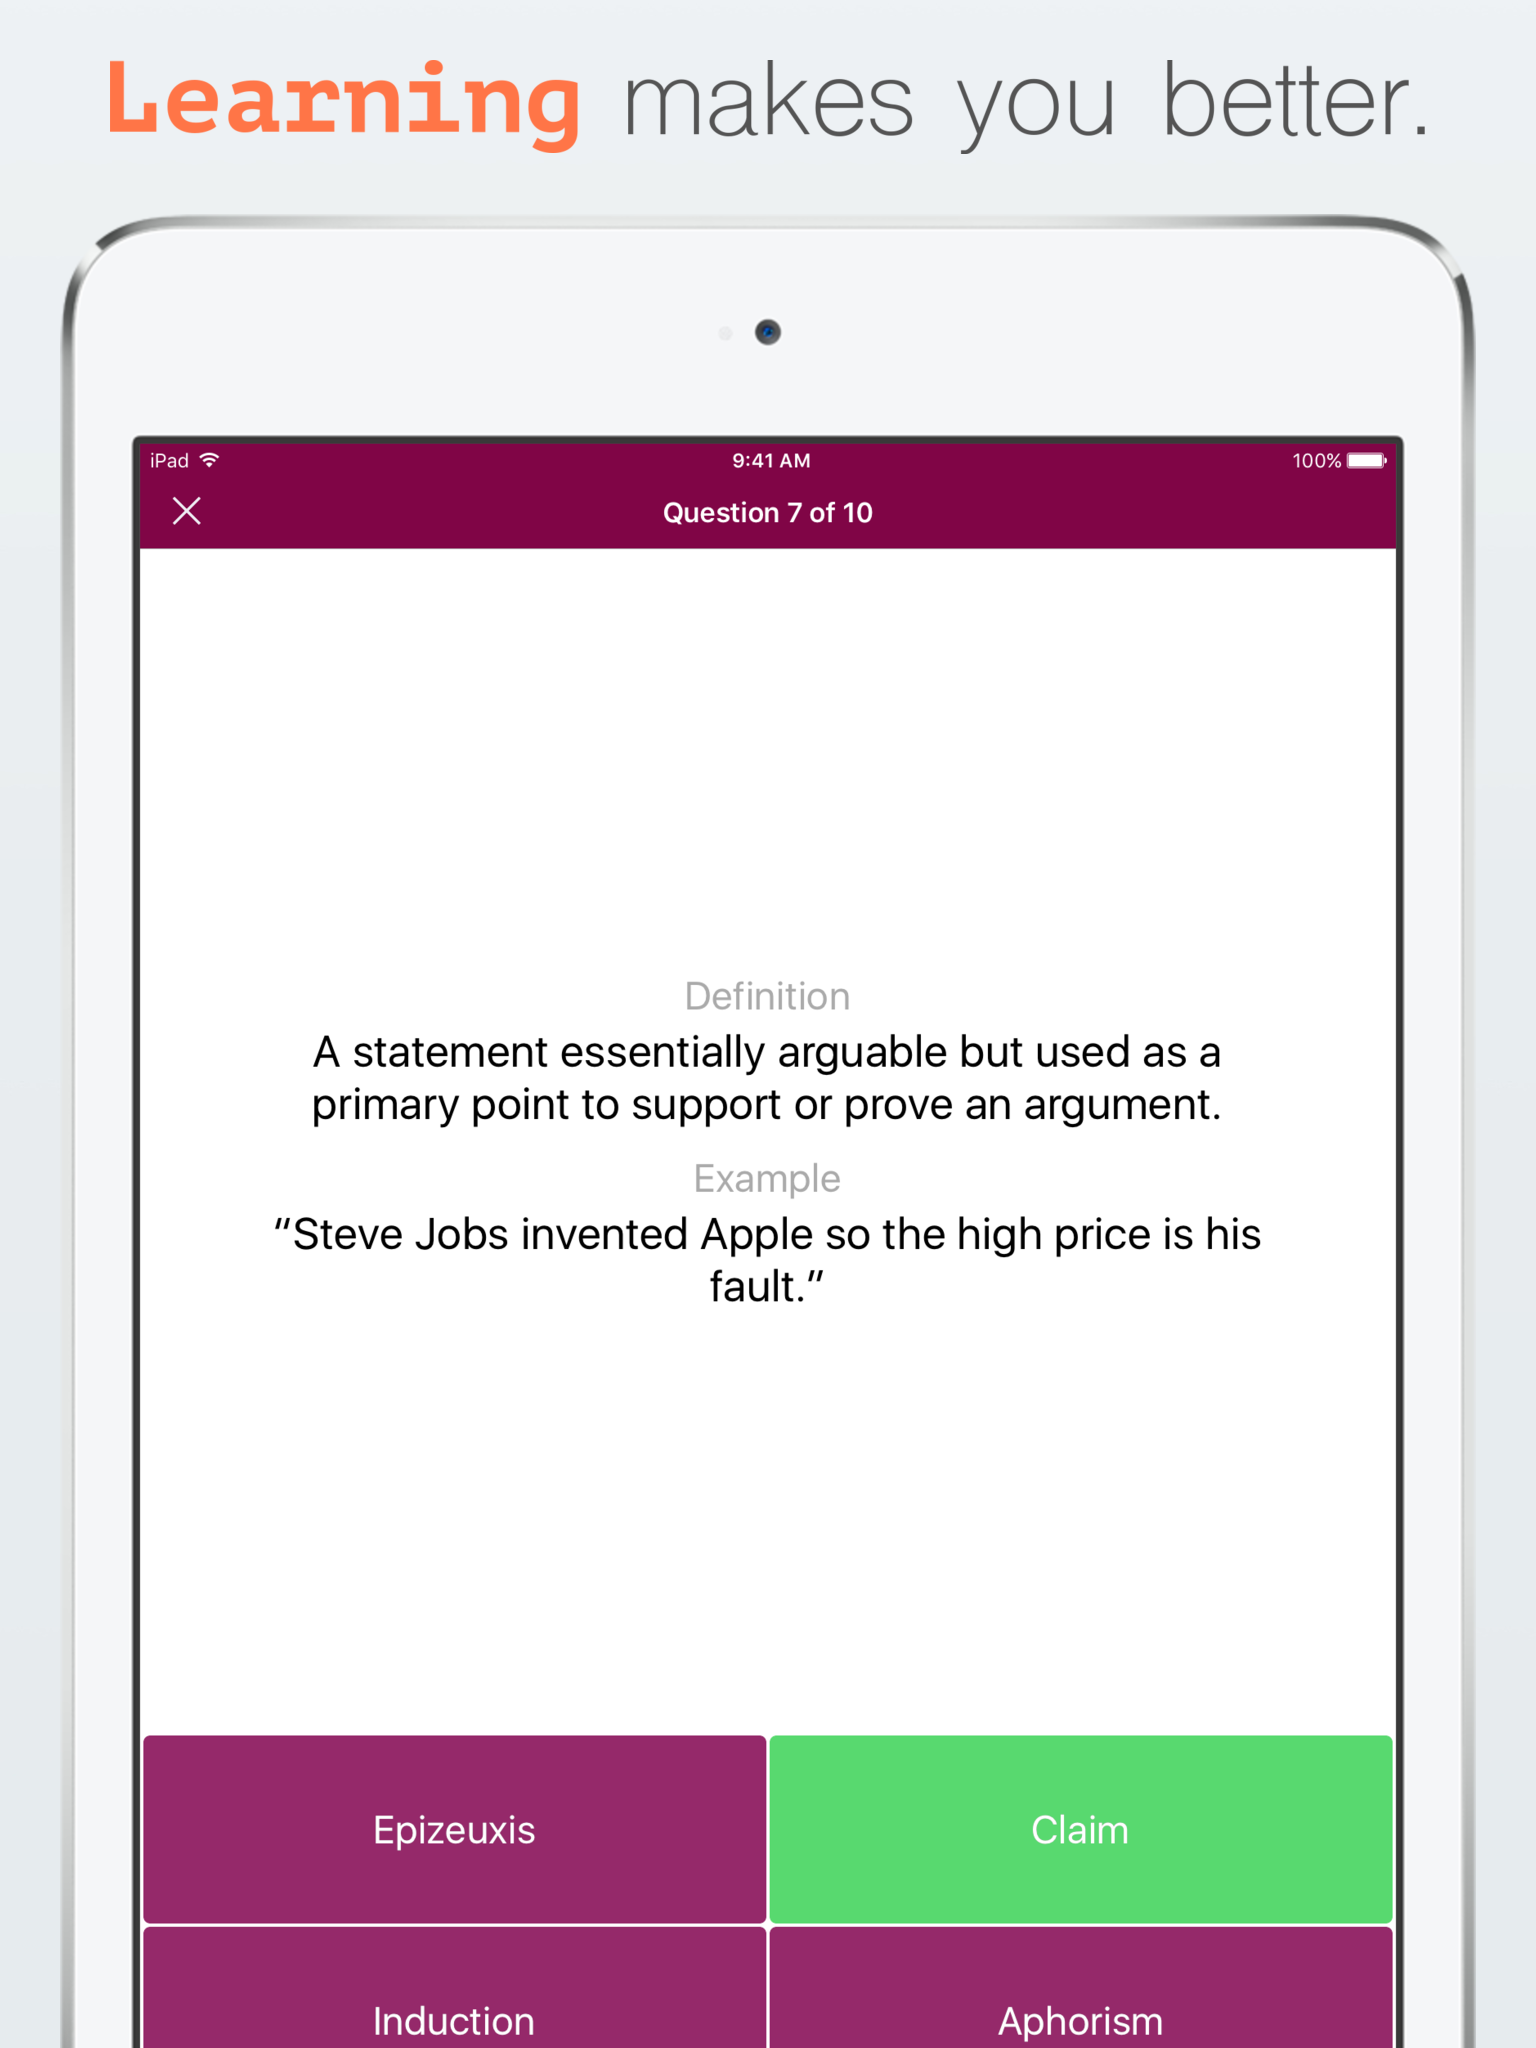 Learning makes you better.
iPad 9:41 AM 100%
Question 7 of 10
Definition
A statement essentially arguable but used as a
primary point to support or prove an argument.
Example
“Steve Jobs invented Apple so the high price is his
fault.”
Epizeuxis Claim
Induction Aphorism